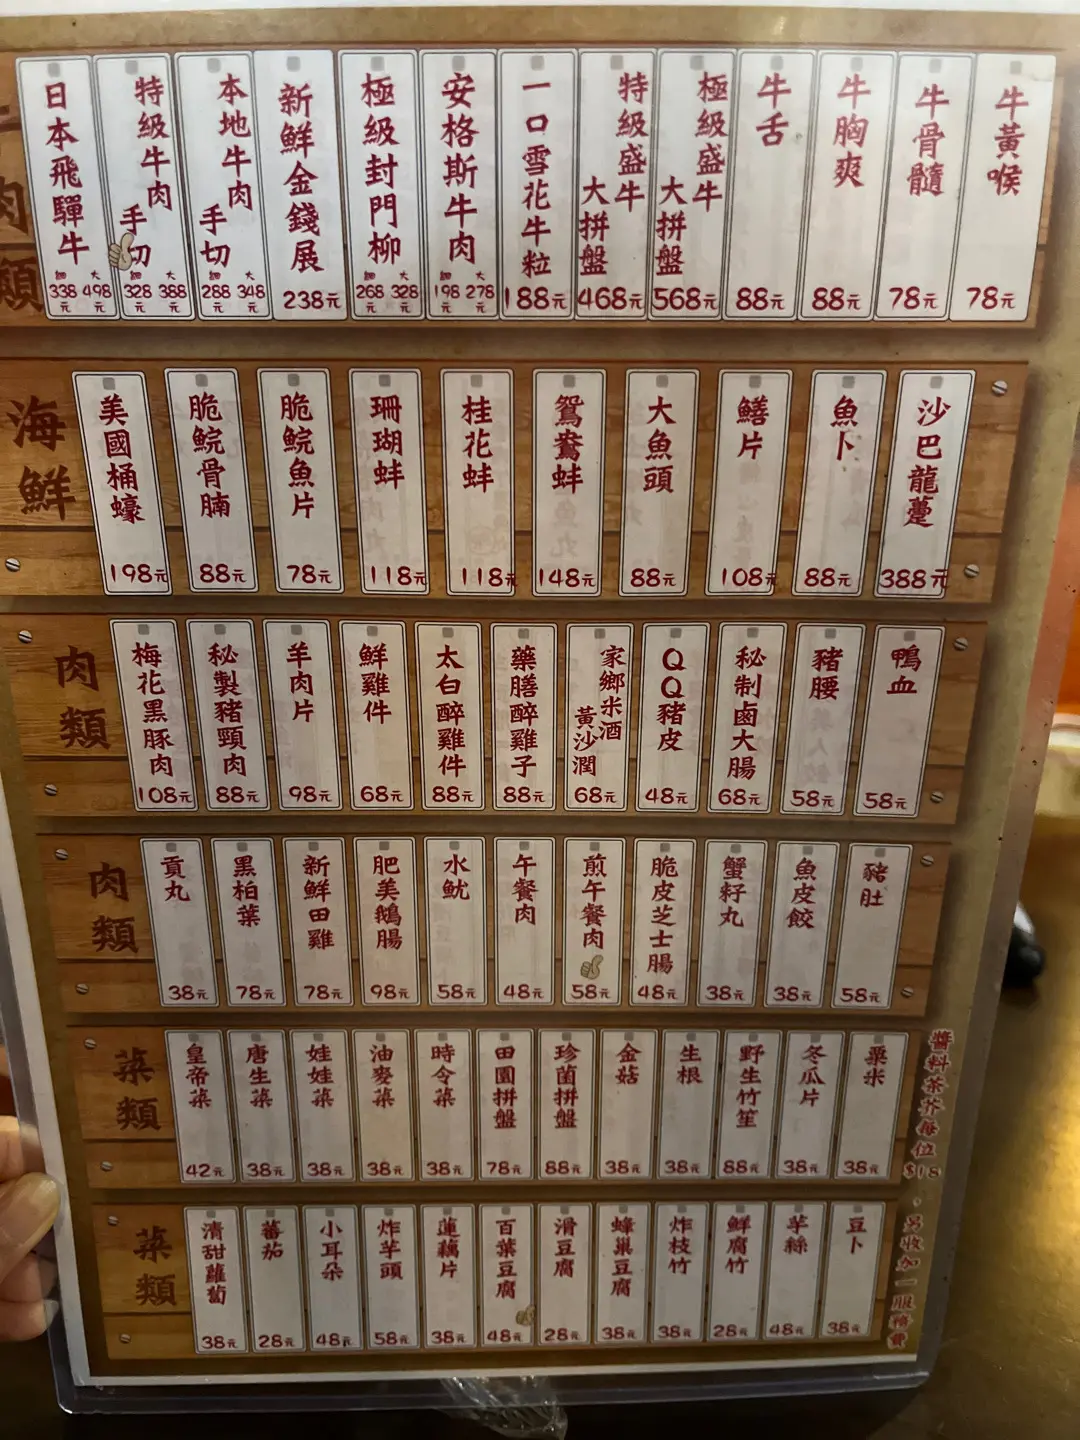 肉類
日本飛驒牛 細 338元 大 498元
特級牛肉 手切 細 328元 大 388元
本地牛肉 手切 細 288元 大 348元
新鮮金錢展 238元
極級封門柳 細 268元 大 328元
安格斯牛肉 細 198元 大 278元
一口雪花牛粒 188元
特級盛牛 大拼盤 468元
極級盛牛 大拼盤 568元
牛舌 88元
牛胸爽 88元
牛骨髓 78元
牛黃喉 78元
海鮮
美國桶蠔 198元
脆鯇骨腩 88元
脆鯇魚片 78元
珊瑚蚌 118元
桂花蚌 118元
鴛鴦蚌 148元
大魚頭 88元
鱔片 108元
魚卜 88元
沙巴龍躉 388元
肉類
梅花黑豚肉 108元
秘製豬頸肉 88元
羊肉片 98元
鮮雞件 68元
太白醉雞件 88元
藥膳醉雞子 88元
家鄉米酒 黃沙潤 68元
QQ豬皮 48元
秘制鹵大腸 68元
豬腰 58元
鴨血 58元
肉類
貢丸 38元
黑柏葉 78元
新鮮田雞 78元
肥美鵝腸 98元
水魷 58元
午餐肉 48元
煎午餐肉 58元
脆皮芝士腸 48元
蟹籽丸 38元
魚皮餃 38元
豬肚 58元
菜類
皇帝菜 42元
唐生菜 38元
娃娃菜 38元
油麥菜 38元
時令菜 38元
田園拼盤 78元
珍菌拼盤 88元
金菇 38元
生根 38元
野生竹笙 88元
冬瓜片 38元
粟米 38元
菜類
清甜蘿蔔 38元
蕃茄 28元
小耳朵 48元
炸芋頭 58元
蓮藕片 38元
百葉豆腐 48元
滑豆腐 28元
蜂巢豆腐 38元
炸枝竹 38元
鮮腐竹 28元
芋絲 48元
豆卜 38元
醬料茶芥每位$18，另收加一服務費